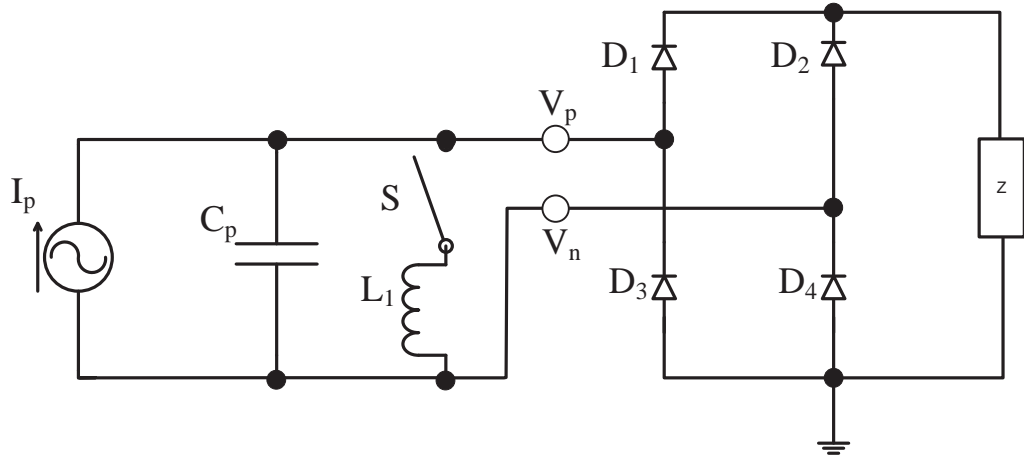 D₁
D₂
Vₚ
Iₚ
Cₚ
S
L₁
Vₙ
D₃
D₄
Z